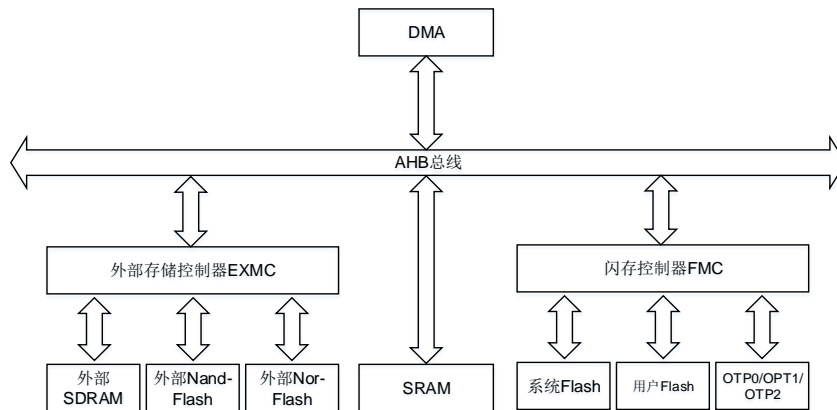 DMA
AHB总线
外部存储控制器EXMC
闪存控制器FMC
外部
SDRAM
外部Nand-
Flash
外部Nor-
Flash
SRAM
系统Flash
用户Flash
OTP0/OPT1/
OTP2